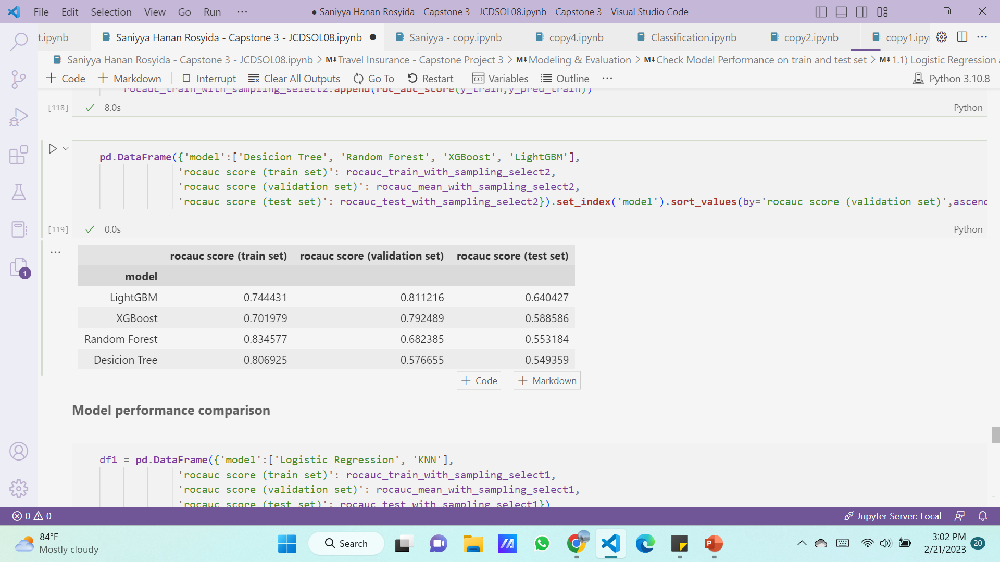 File Edit Selection View Go Run ··· ● Saniyya Hanan Rosyida - Capstone 3 - JCDSOL08.ipynb - Capstone 3 - Visual Studio Code
t.ipynb Saniyya Hanan Rosyida - Capstone 3 - JCDSOL08.ipynb ● Saniyya - copy.ipynb copy4.ipynb Classification.ipynb copy2.ipynb copy1.ipy
Saniyya Hanan Rosyida - Capstone 3 - JCDSOL08.ipynb > M↓Travel Insurance - Capstone Project 3 > M↓Modeling & Evaluation > M↓Check Model Performance on train and test set > M↓1.1) Logistic Regression
+ Code + Markdown Interrupt Clear All Outputs Go To Restart Variables Outline ··· Python 3.10.8
rocauc_train_with_sampling_select2.append(roc_auc_score(y_train,y_pred_train))
[118] ✓ 8.0s Python
pd.DataFrame({'model':['Desicion Tree', 'Random Forest', 'XGBoost', 'LightGBM'],
'rocauc score (train set)': rocauc_train_with_sampling_select2,
'rocauc score (validation set)': rocauc_mean_with_sampling_select2,
'rocauc score (test set)': rocauc_test_with_sampling_select2}).set_index('model').sort_values(by='rocauc score (validation set)',ascend
[119] ✓ 0.0s Python
rocauc score (train set) rocauc score (validation set) rocauc score (test set)
model
LightGBM 0.744431 0.811216 0.640427
XGBoost 0.701979 0.792489 0.588586
Random Forest 0.834577 0.682385 0.553184
Desicion Tree 0.806925 0.576655 0.549359
+ Code + Markdown
1
Model performance comparison
df1 = pd.DataFrame({'model':['Logistic Regression', 'KNN'],
'rocauc score (train set)': rocauc_train_with_sampling_select1,
'rocauc score (validation set)': rocauc_mean_with_sampling_select1,
'rocauc score (test set)': rocauc_test_with_sampling_select1})
0 0 Jupyter Server: Local
84°F
Mostly cloudy
Search
3:02 PM
2/21/2023 20